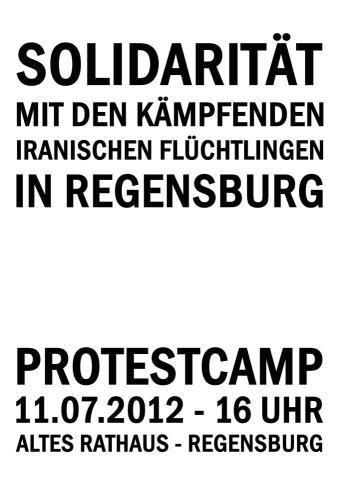 SOLIDARITÄT
MIT DEN KÄMPFENDEN
IRANISCHEN FLÜCHTLINGEN
IN REGENSBURG
PROTESTCAMP
11.07.2012 - 16 UHR
ALTES RATHAUS - REGENSBURG